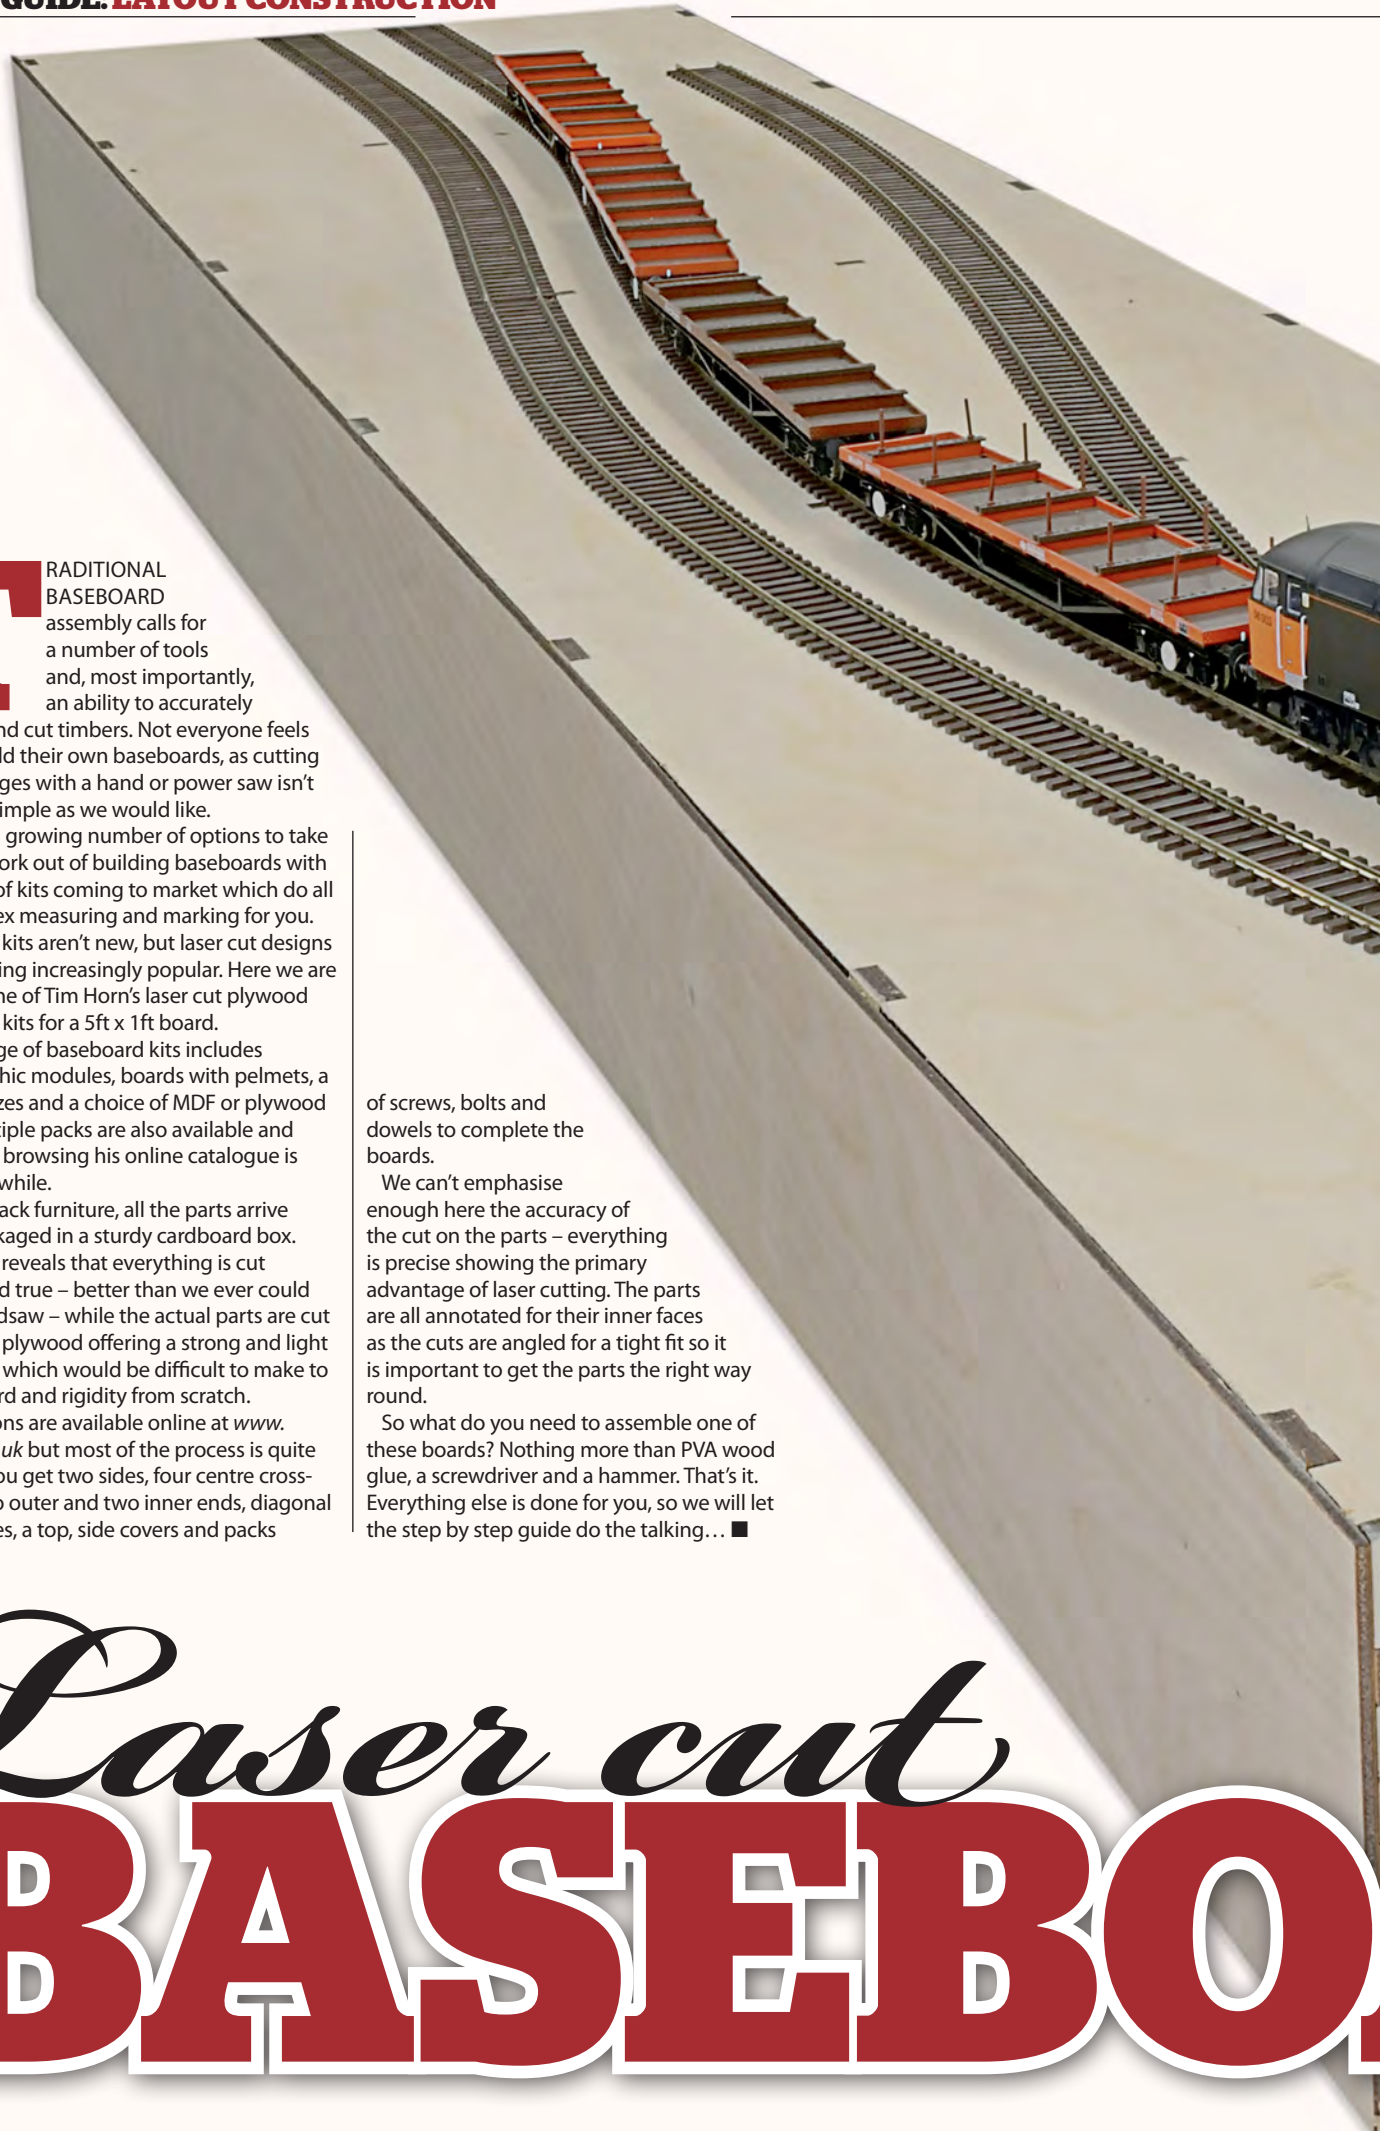 GUIDE: LAYOUT CONSTRUCTION
TRADITIONAL
BASEBOARD
assembly calls for
a number of tools
and, most importantly,
an ability to accurately
nd cut timbers. Not everyone feels
ld their own baseboards, as cutting
ges with a hand or power saw isn't
imple as we would like.
growing number of options to take
ork out of building baseboards with
of kits coming to market which do all
ex measuring and marking for you.
kits aren't new, but laser cut designs
ing increasingly popular. Here we are
ne of Tim Horn's laser cut plywood
kits for a 5ft x 1ft board.
ge of baseboard kits includes
hic modules, boards with pelmets, a
zes and a choice of MDF or plywood
tiple packs are also available and
browsing his online catalogue is
while.
ack furniture, all the parts arrive
kaged in a sturdy cardboard box.
reveals that everything is cut
d true – better than we ever could
dsaw – while the actual parts are cut
plywood offering a strong and light
which would be difficult to make to
rd and rigidity from scratch.
ons are available online at www.
uk but most of the process is quite
ou get two sides, four centre cross-
o outer and two inner ends, diagonal
es, a top, side covers and packs
of screws, bolts and
dowels to complete the
boards.
We can't emphasise
enough here the accuracy of
the cut on the parts – everything
is precise showing the primary
advantage of laser cutting. The parts
are all annotated for their inner faces
as the cuts are angled for a tight fit so it
is important to get the parts the right way
round.
So what do you need to assemble one of
these boards? Nothing more than PVA wood
glue, a screwdriver and a hammer. That's it.
Everything else is done for you, so we will let
the step by step guide do the talking… ■
Laser cut
BASEBO